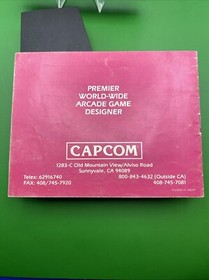 PREMIER
WORLD-WIDE
ARCADE GAME
DESIGNER
CAPCOM
1283-C Old Mountain View/Alviso Road
Sunnyvale, CA 94089
Telex: 62916740 800-843-4632 (Outside CA)
FAX: 408/745-7920 408-745-7081